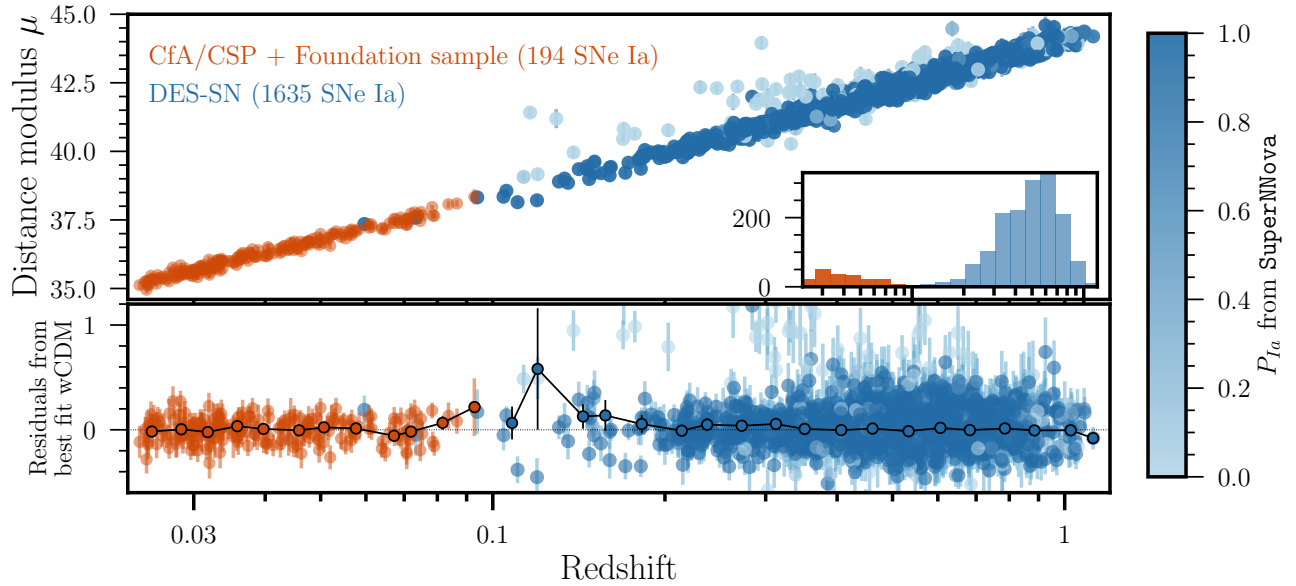 45.0
42.5
40.0
37.5
35.0
Distance modulus μ
CfA/CSP + Foundation sample (194 SNe Ia)
DES-SN (1635 SNe Ia)
200
0
1
0
Residuals from
best fit wCDM
0.03
0.1
1
Redshift
1.0
0.8
0.6
0.4
0.2
0.0
P_{Ia} from SuperNNova